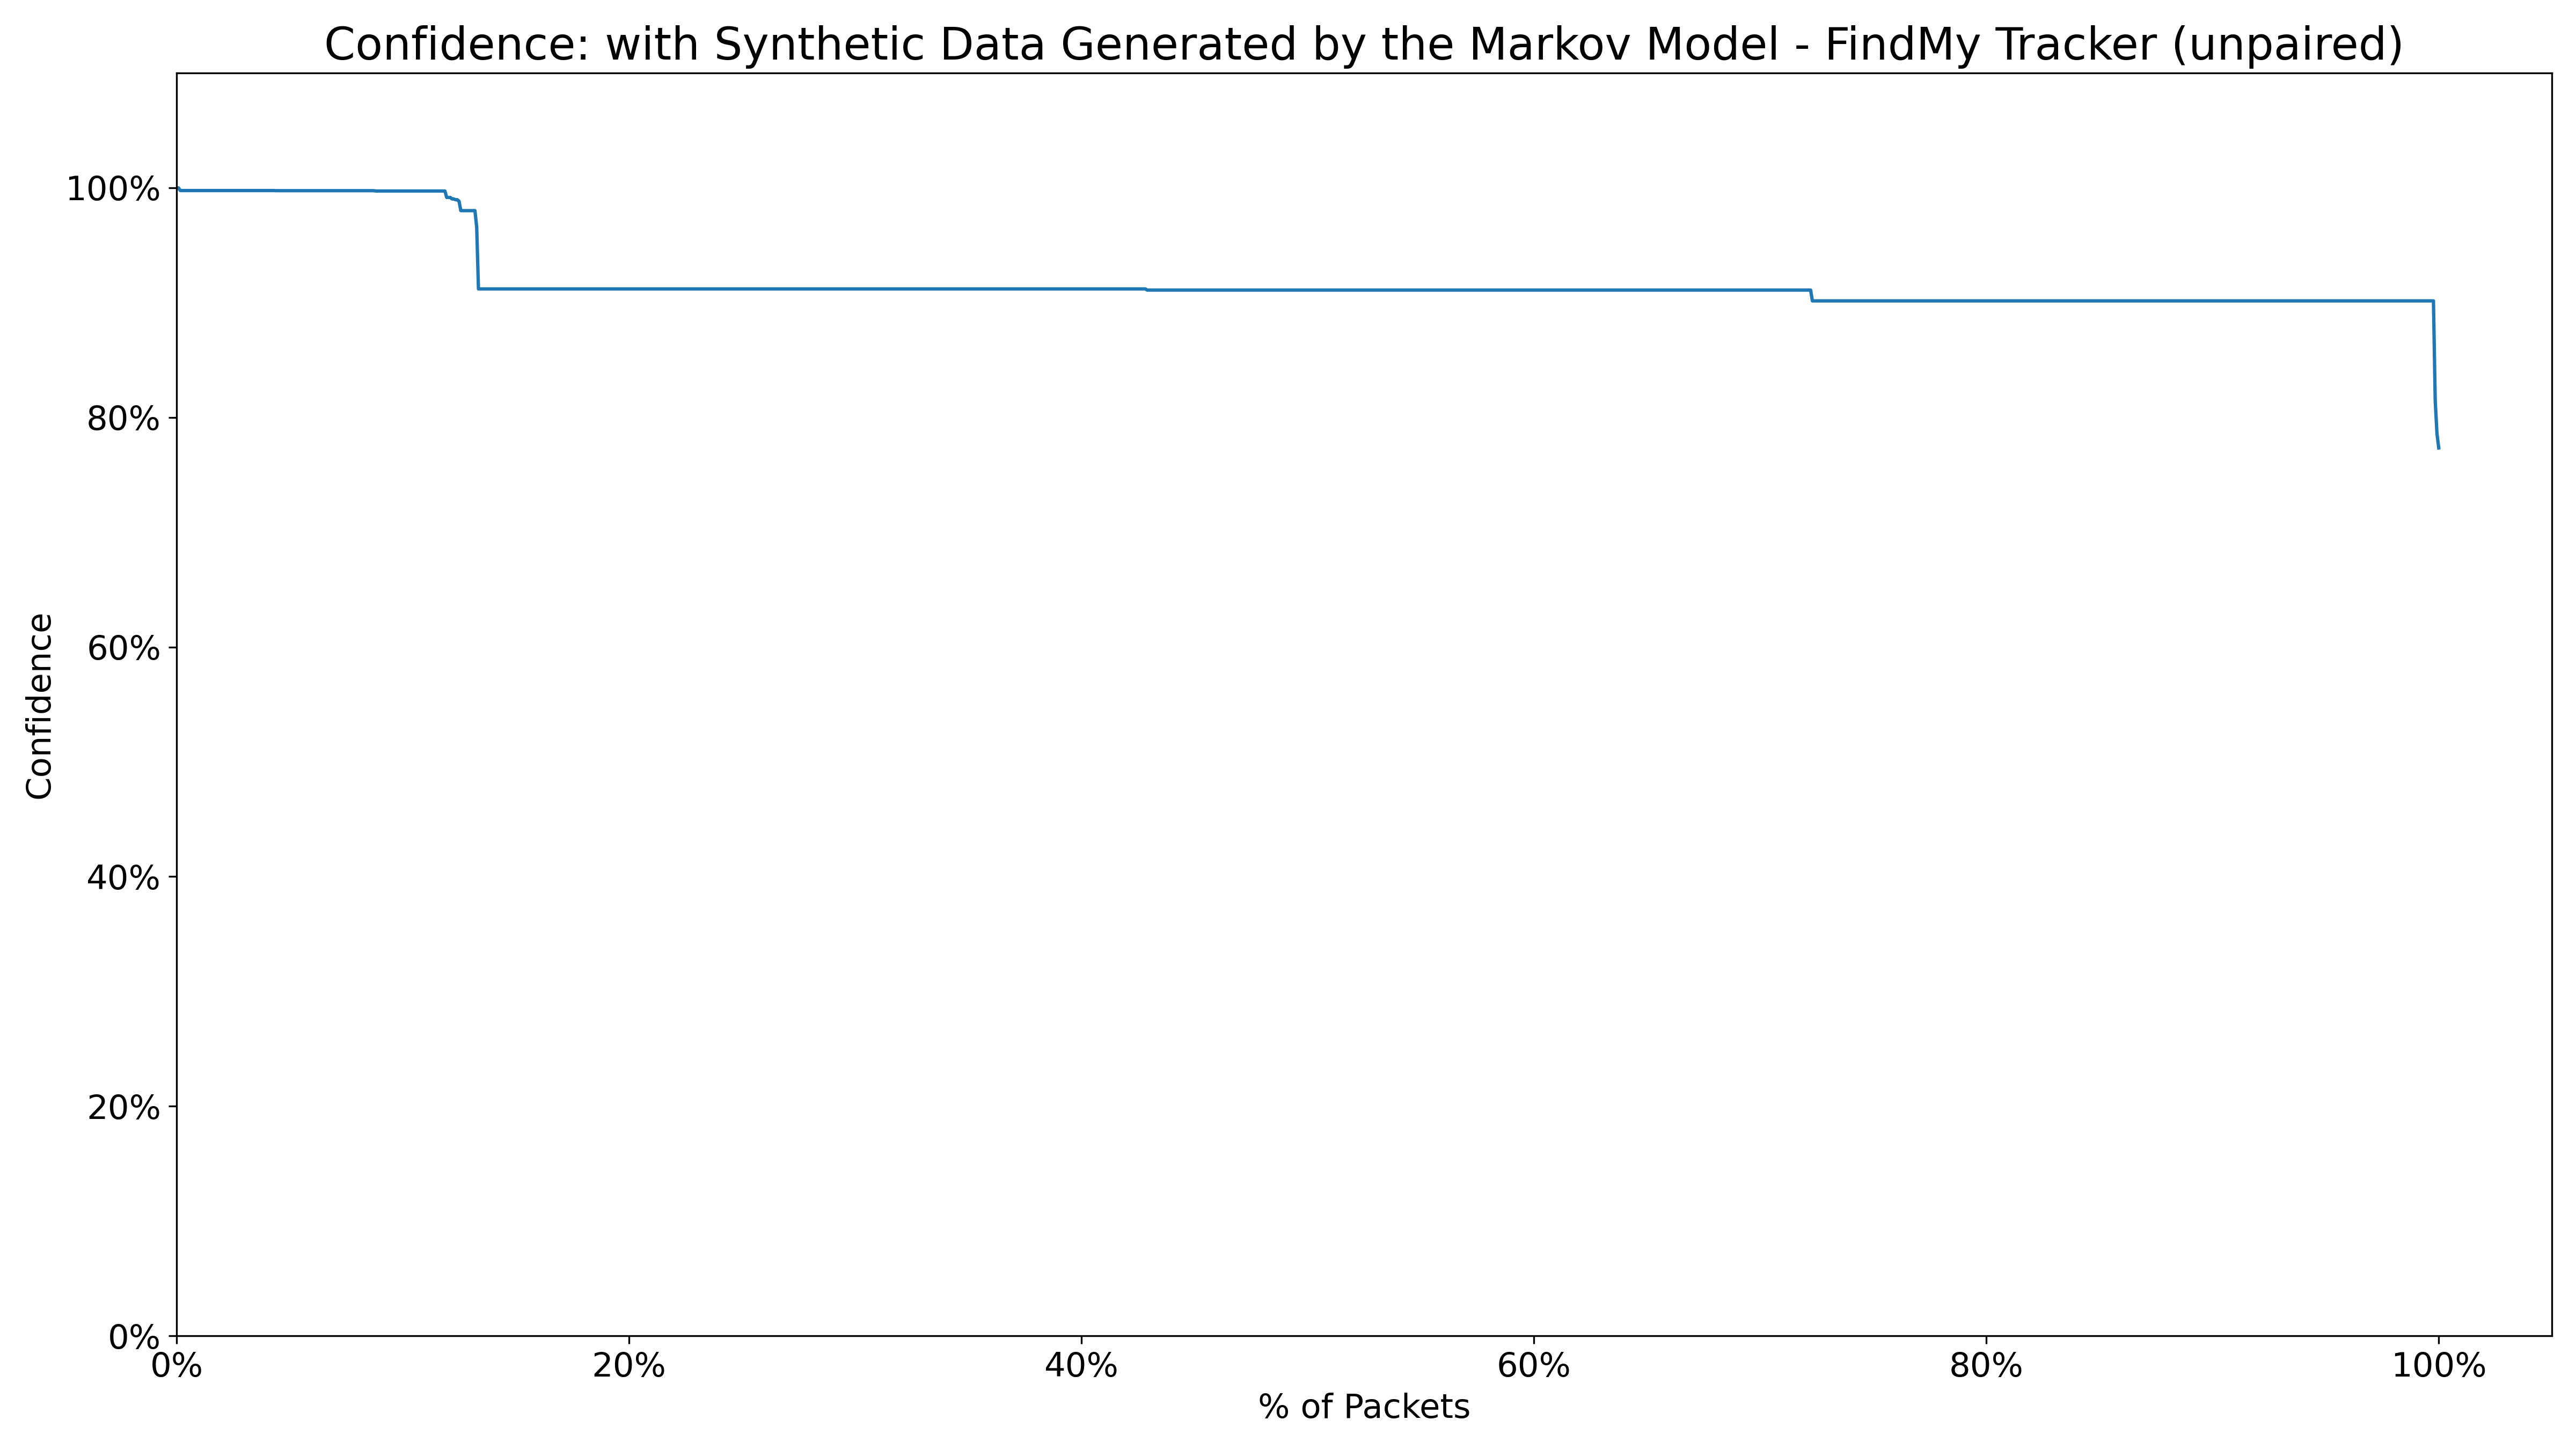 Confidence: with Synthetic Data Generated by the Markov Model - FindMy Tracker (unpaired)
100%
80%
60%
40%
20%
0%
Confidence
0% 20% 40% 60% 80% 100%
% of Packets